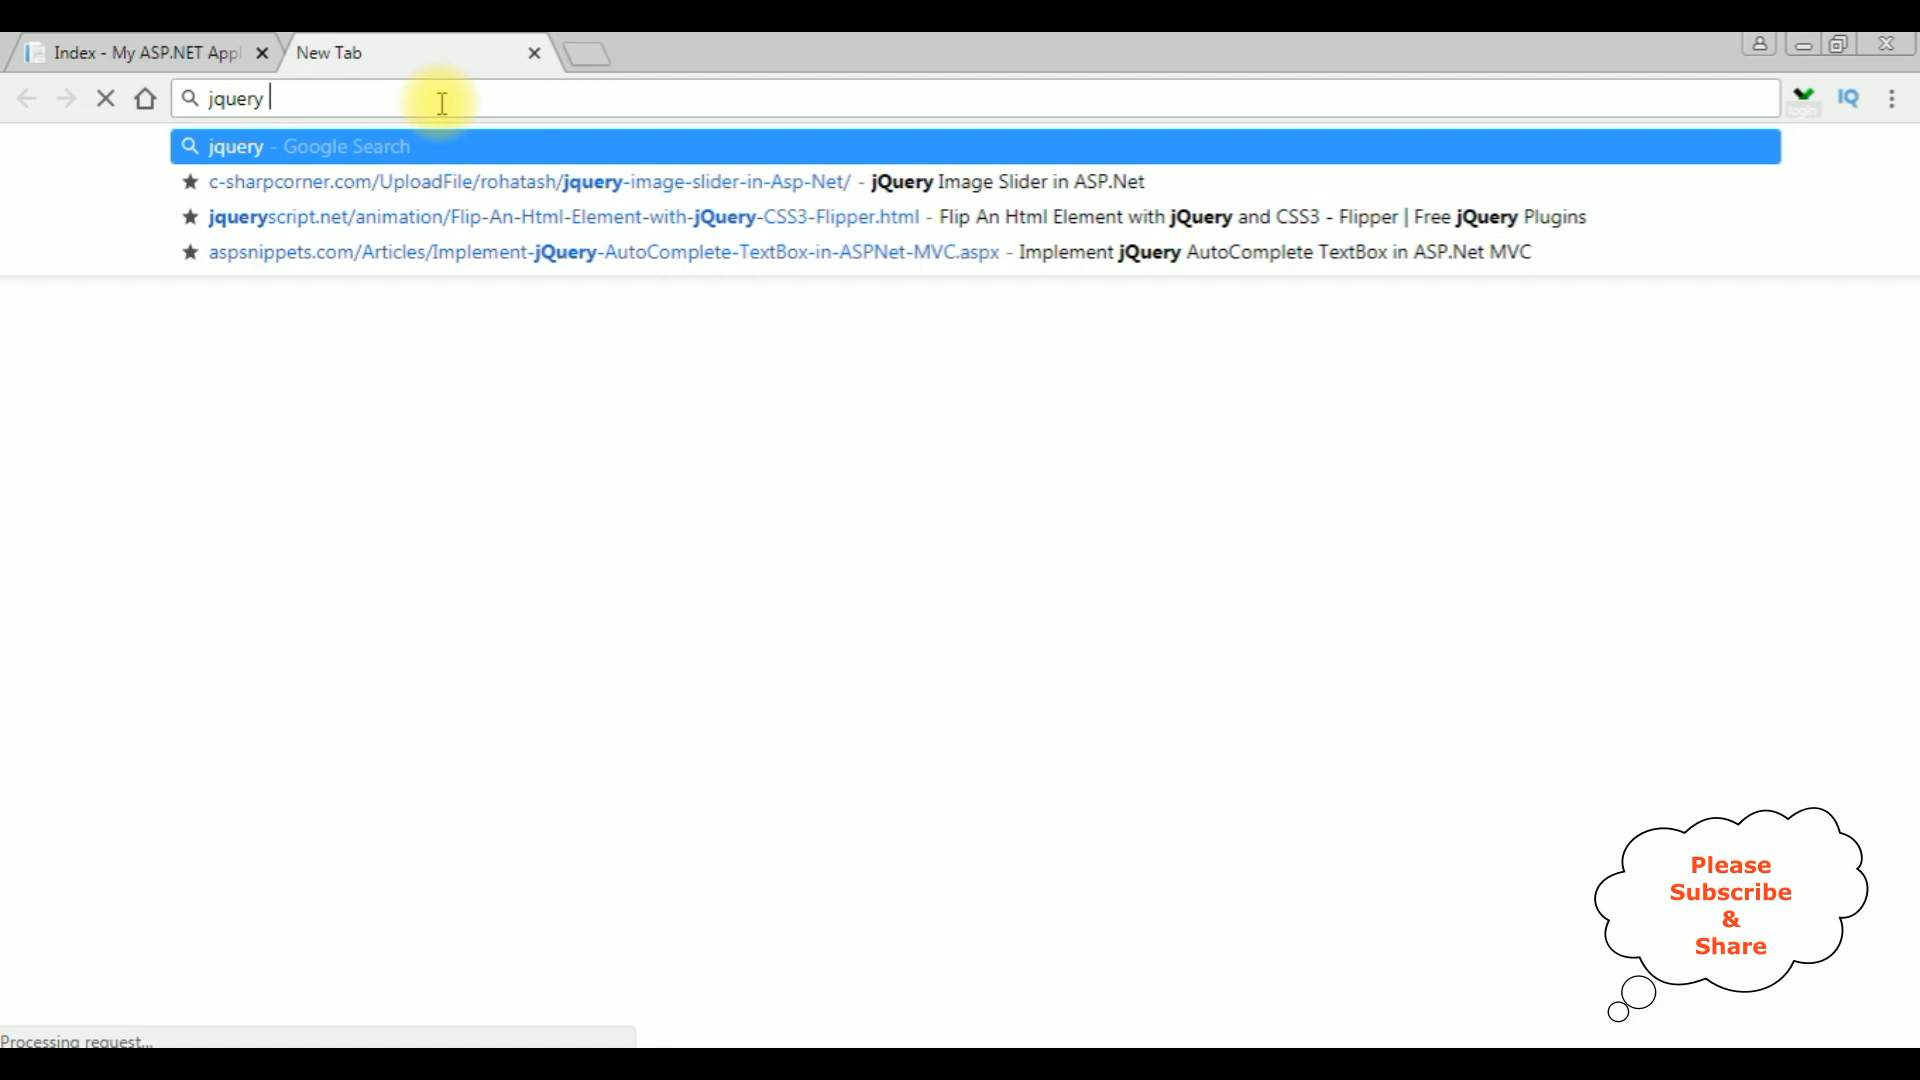 Index - My ASP.NET Appl
New Tab
jquery
login
IQ
jquery - Google Search
c-sharpcorner.com/UploadFile/rohatash/jquery-image-slider-in-Asp-Net/ - jQuery Image Slider in ASP.Net
jqueryscript.net/animation/Flip-An-Html-Element-with-jQuery-CSS3-Flipper.html - Flip An Html Element with jQuery and CSS3 - Flipper | Free jQuery Plugins
aspsnippets.com/Articles/Implement-jQuery-AutoComplete-TextBox-in-ASPNet-MVC.aspx - Implement jQuery AutoComplete TextBox in ASP.Net MVC
Please
Subscribe
&
Share
Processing request...